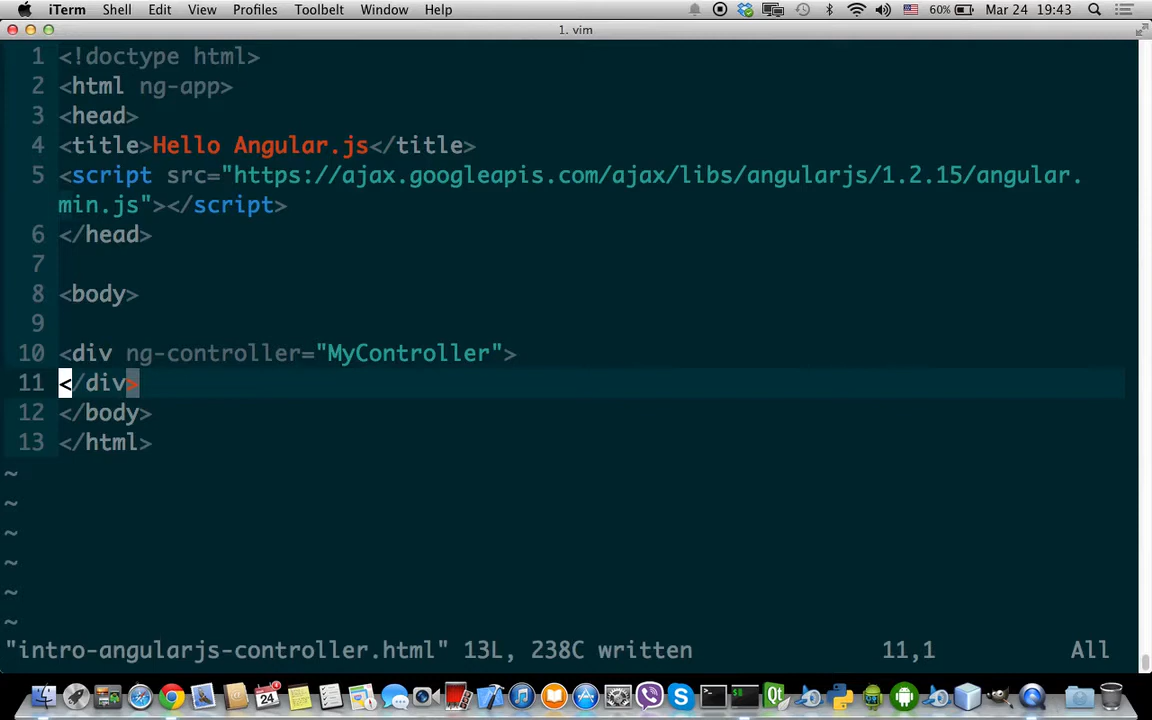 iTerm Shell Edit View Profiles Toolbelt Window Help 60% Mar 24 19:43
1. vim
1 <!doctype html>
2 <html ng-app>
3 <head>
4 <title>Hello Angular.js</title>
5 <script src="https://ajax.googleapis.com/ajax/libs/angularjs/1.2.15/angular.
min.js"></script>
6 </head>
7
8 <body>
9
10 <div ng-controller="MyController">
11 </div>
12 </body>
13 </html>
~
~
~
~
~
~
"intro-angularjs-controller.html" 13L, 238C written 11,1 All